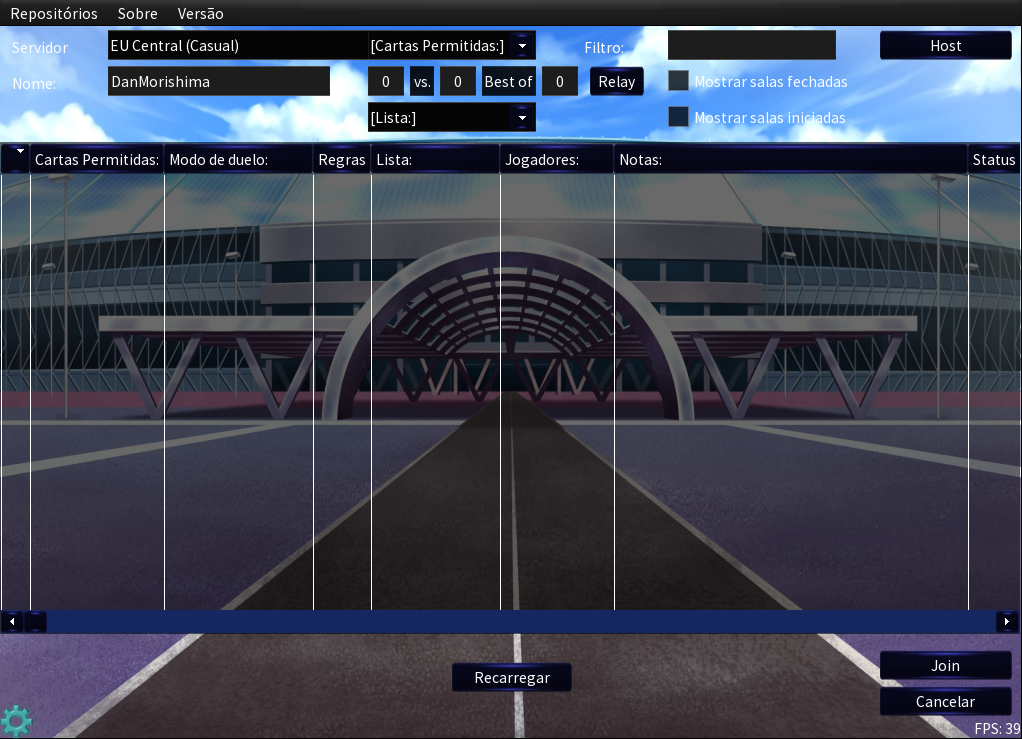 Repositórios Sobre Versão
Servidor EU Central (Casual) [Cartas Permitidas:] Filtro: Host
Nome: DanMorishima 0 vs. 0 Best of 0 Relay Mostrar salas fechadas
[Lista:] Mostrar salas iniciadas
Cartas Permitidas: Modo de duelo: Regras Lista: Jogadores: Notas: Status
Join
Recarregar
Cancelar
FPS: 39